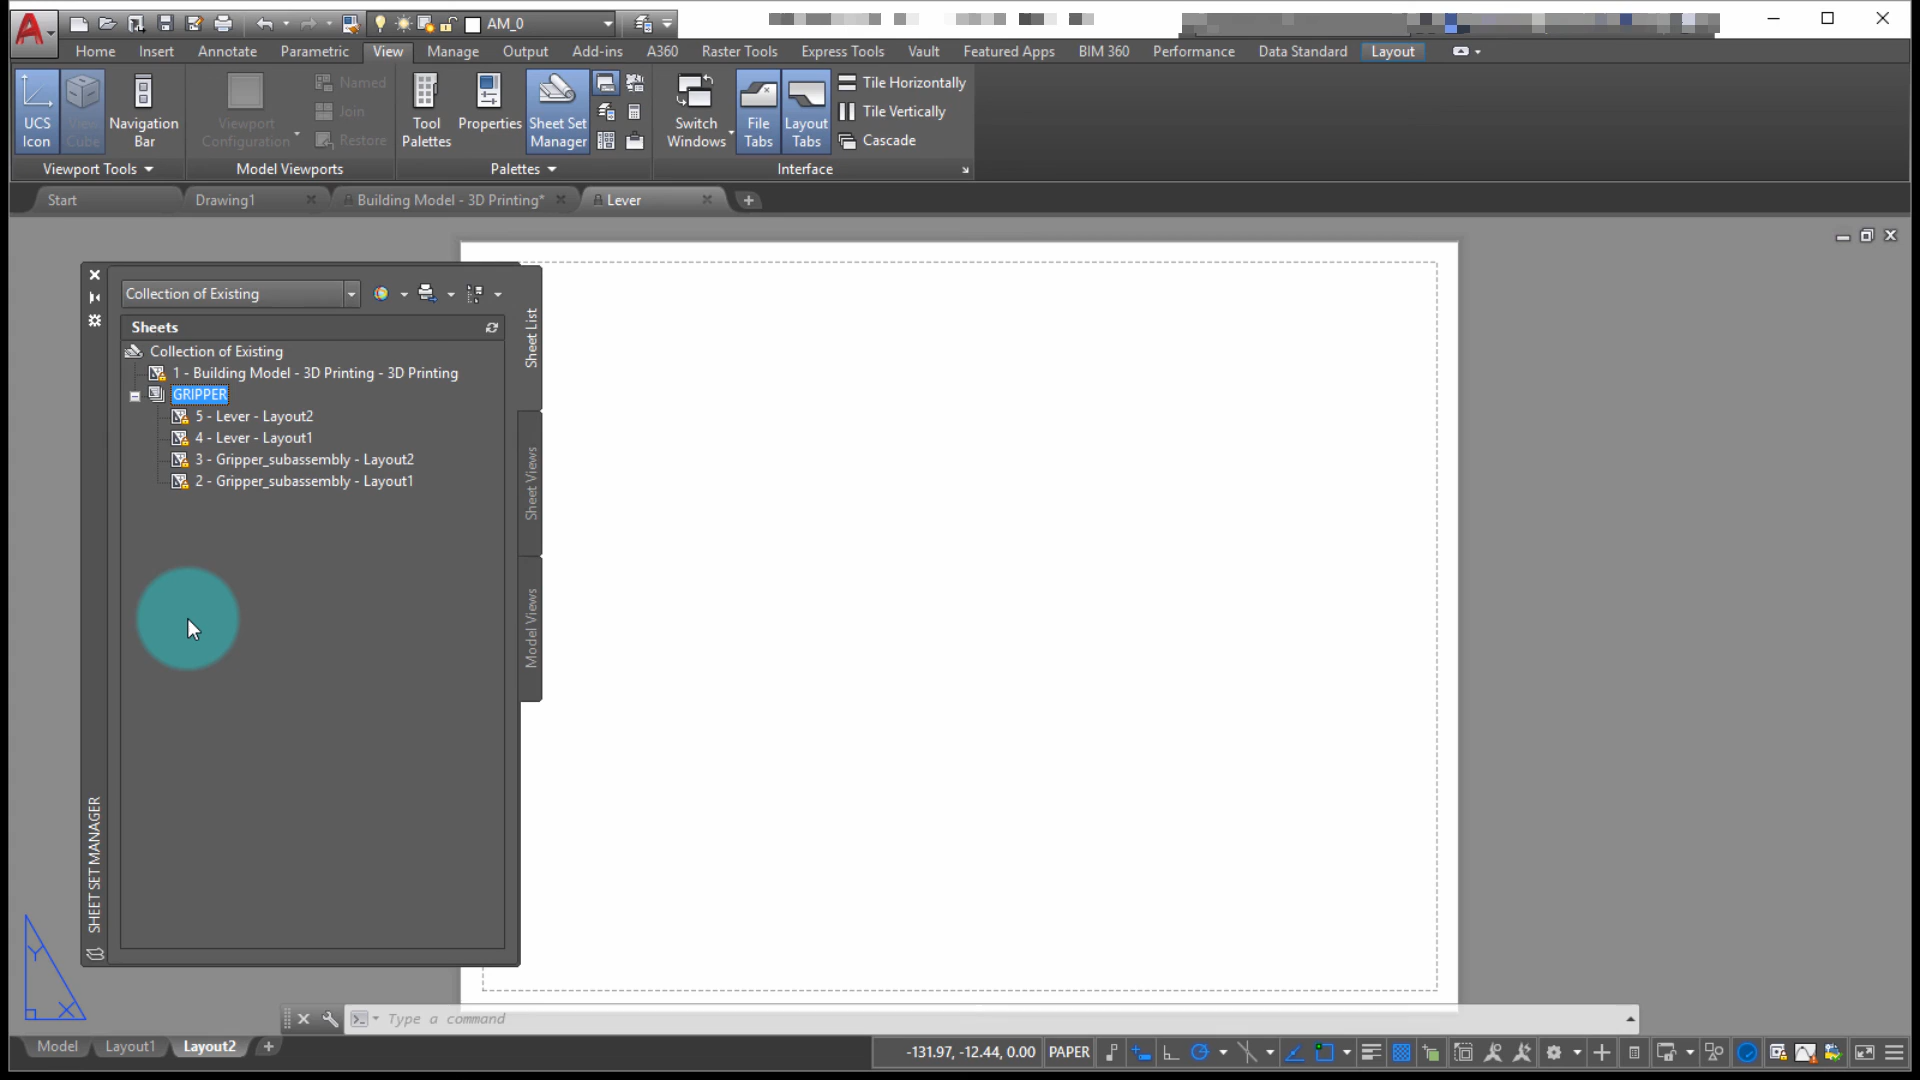 AM_0
Home Insert Annotate Parametric View Manage Output Add-ins A360 Raster Tools Express Tools Vault Featured Apps BIM 360 Performance Data Standard Layout
UCS Icon
View Cube
Navigation Bar
Viewport Configuration
Named
Join
Restore
Tool Palettes
Properties
Sheet Set Manager
Switch Windows
File Tabs
Layout Tabs
Tile Horizontally
Tile Vertically
Cascade
Viewport Tools Model Viewports Palettes Interface
Start Drawing1 Building Model - 3D Printing* Lever
Collection of Existing
Sheets
Collection of Existing
1 - Building Model - 3D Printing - 3D Printing
GRIPPER
5 - Lever - Layout2
4 - Lever - Layout1
3 - Gripper_subassembly - Layout2
2 - Gripper_subassembly - Layout1
Sheet List
Sheet Views
Model Views
SHEET SET MANAGER
Y
X
Type a command
Model Layout1 Layout2
-131.97, -12.44, 0.00 PAPER